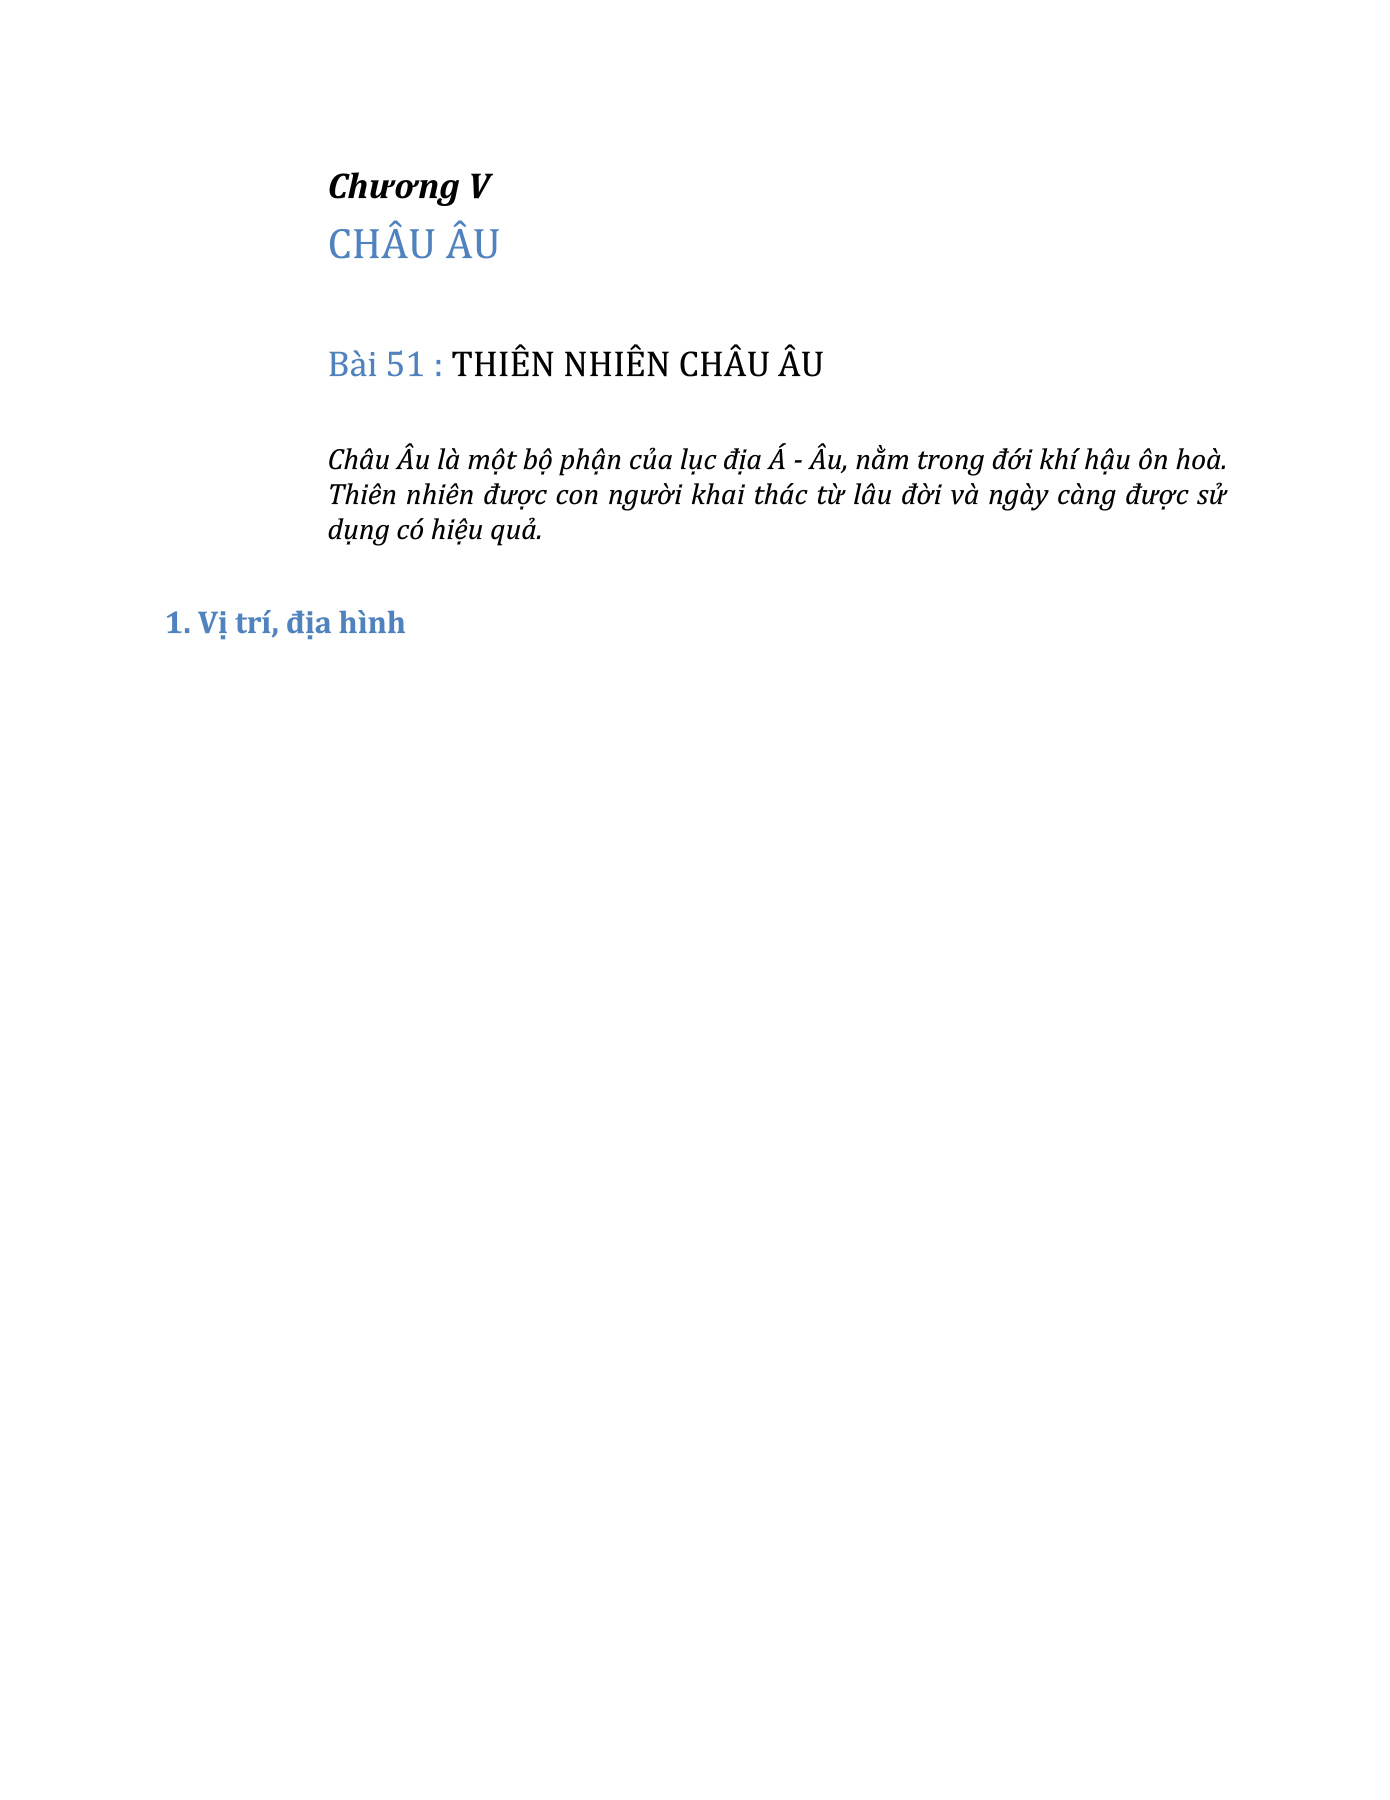 Chương V
CHÂU ÂU
Bài 51 : THIÊN NHIÊN CHÂU ÂU
Châu Âu là một bộ phận của lục địa Á - Âu, nằm trong đới khí hậu ôn hoà.
Thiên nhiên được con người khai thác từ lâu đời và ngày càng được sử
dụng có hiệu quả.
1. Vị trí, địa hình